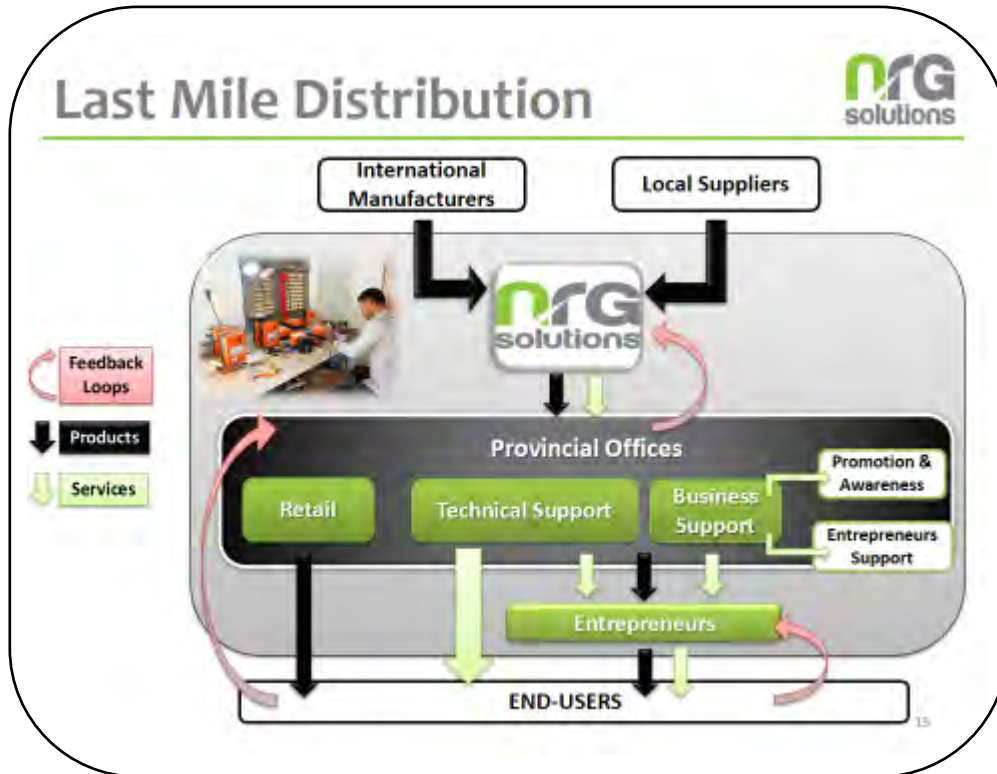 Last Mile Distribution
nrg
solutions
International
Manufacturers
Local Suppliers
nrg
solutions
Feedback
Loops
Products
Services
Provincial Offices
Retail
Technical Support
Business
Support
Promotion &
Awareness
Entrepreneurs
Support
Entrepreneurs
END-USERS
15